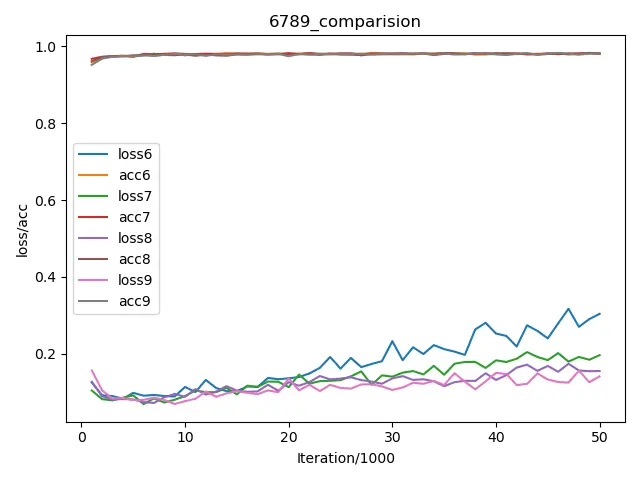 6789_comparision
1.0
0.8
0.6
0.4
0.2
loss/acc
loss6
acc6
loss7
acc7
loss8
acc8
loss9
acc9
0 10 20 30 40 50
Iteration/1000